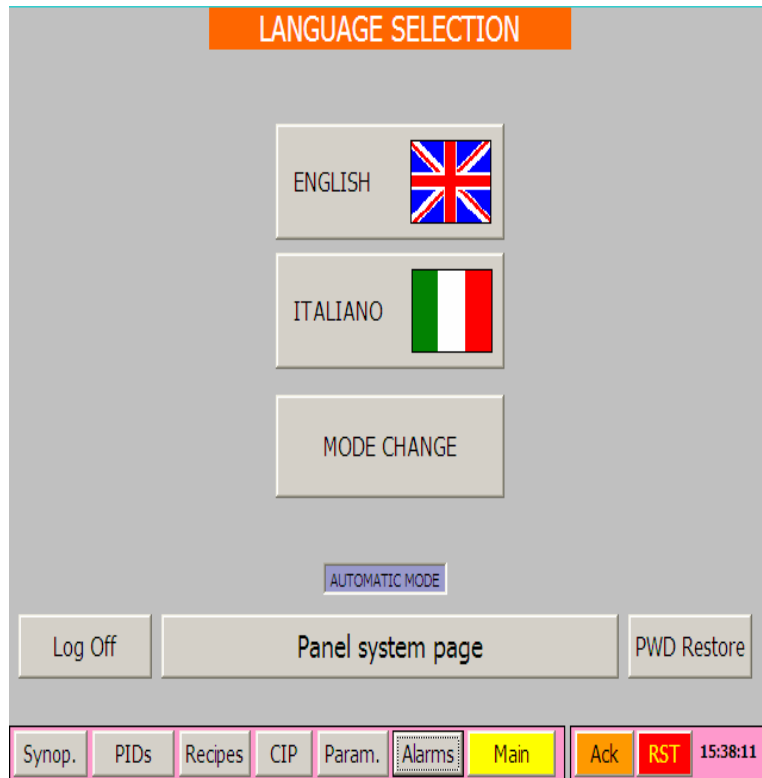 LANGUAGE SELECTION
ENGLISH
ITALIANO
MODE CHANGE
AUTOMATIC MODE
Log Off Panel system page PWD Restore
Synop. PIDs Recipes CIP Param. Alarms Main Ack RST 15:38:11